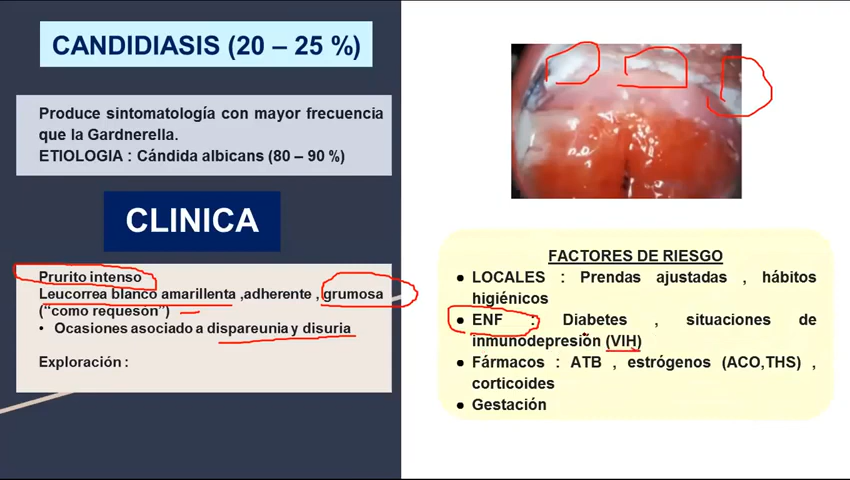 CANDIDIASIS (20 – 25 %)
Produce sintomatología con mayor frecuencia
que la Gardnerella.
ETIOLOGIA : Cándida albicans (80 – 90 %)
CLINICA
Prurito intenso
Leucorrea blanco amarillenta ,adherente , grumosa
(“como requesón”)
• Ocasiones asociado a dispareunia y disuria
Exploración :
FACTORES DE RIESGO
● LOCALES : Prendas ajustadas , hábitos
higiénicos
● ENF : Diabetes , situaciones de
inmunodepresión (VIH)
● Fármacos : ATB , estrógenos (ACO,THS) ,
corticoides
● Gestación